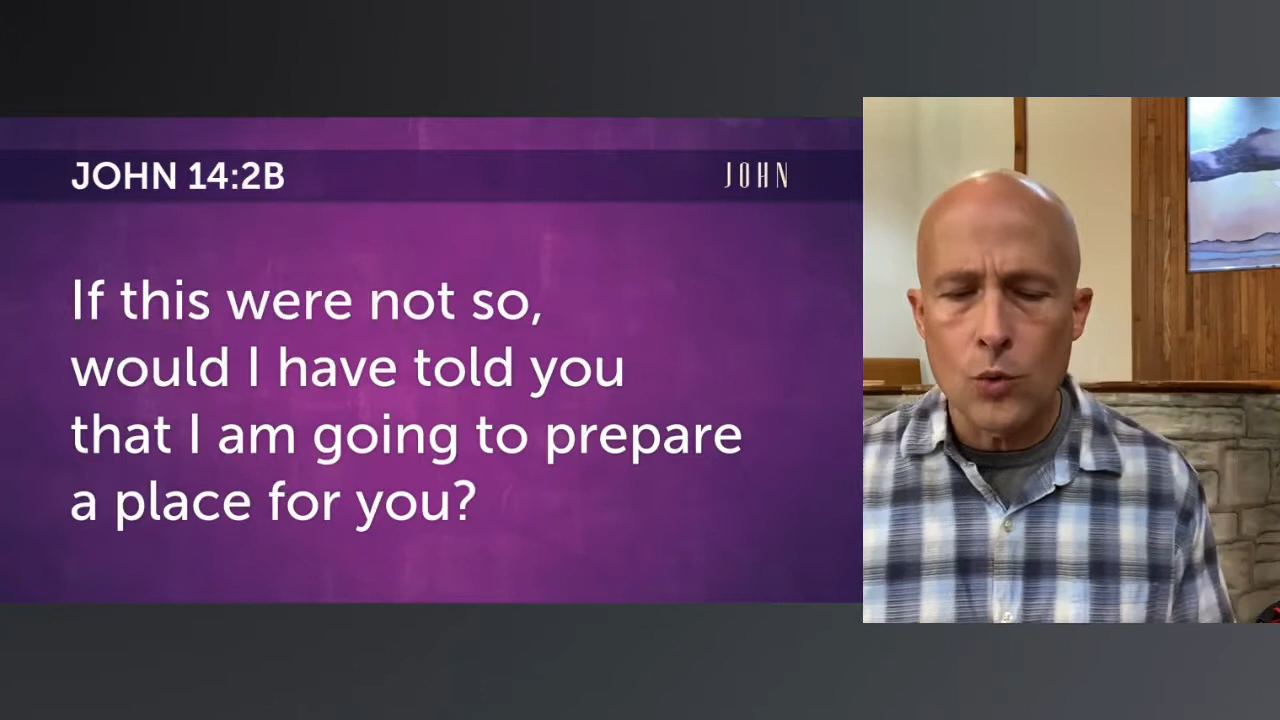 JOHN 14:2B
JOHN
If this were not so,
would I have told you
that I am going to prepare
a place for you?